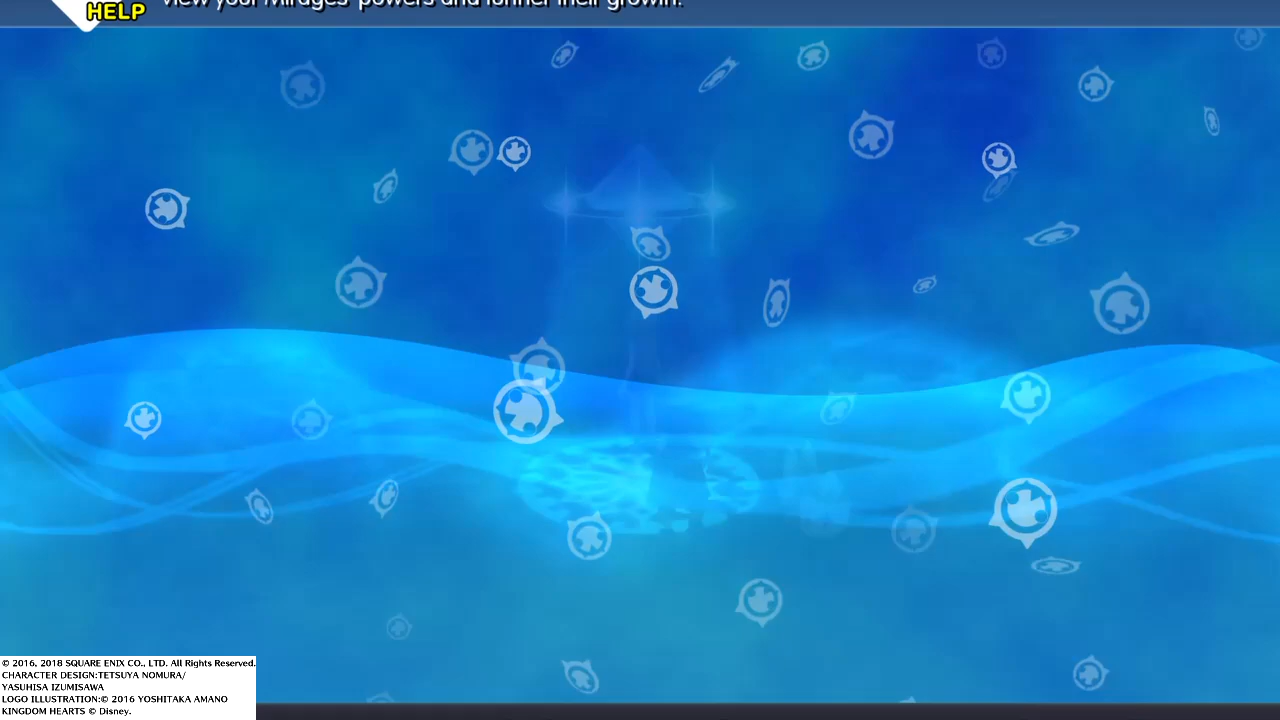 HELP
View your Mirages' powers and further their growth.
© 2016, 2018 SQUARE ENIX CO., LTD. All Rights Reserved.
CHARACTER DESIGN:TETSUYA NOMURA/
YASUHISA IZUMISAWA
LOGO ILLUSTRATION:© 2016 YOSHITAKA AMANO
KINGDOM HEARTS © Disney.